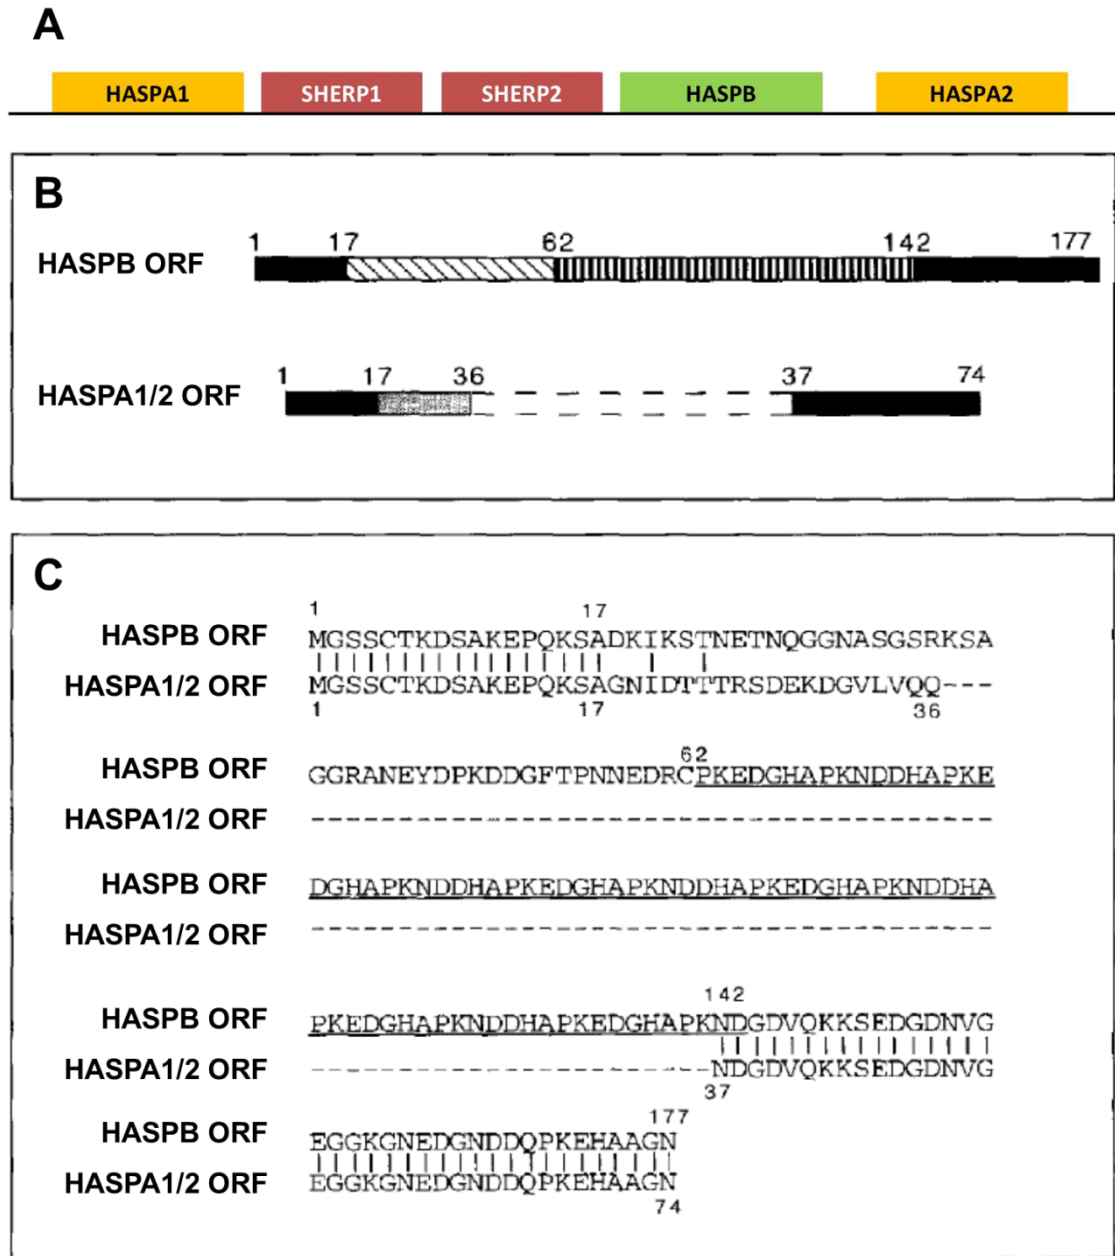 A
HASPA1 SHERP1 SHERP2 HASPB HASPA2
B
1 17 62 142 177
HASPB ORF
1 17 36 37 74
HASPA1/2 ORF
C
1 17
HASPB ORF MGSSCTKDSAKEPQKSADKIKSTNETNQGGNASGSRKSA
HASPA1/2 ORF MGSSCTKDSAKEPQKSAGNIDTTTRSDEKDGVLVQQ---
1 17 36
62
HASPB ORF GGRANEYDPKDDGFTPNNEDRCPKEDGHAPKNDDHAPKE
HASPA1/2 ORF ---------------------------------------
HASPB ORF DGHAPKNDDHAPKEDGHAPKNDDHAPKEDGHAPKNDDHA
HASPA1/2 ORF ---------------------------------------
142
HASPB ORF PKEDGHAPKNDDHAPKEDGHAPKNDGDVQKKSEDGDNVG
HASPA1/2 ORF -----------------------NDGDVQKKSEDGDNVG
37
177
HASPB ORF EGGKGNEDGNDDQPKEHAAGN
HASPA1/2 ORF EGGKGNEDGNDDQPKEHAAGN
74